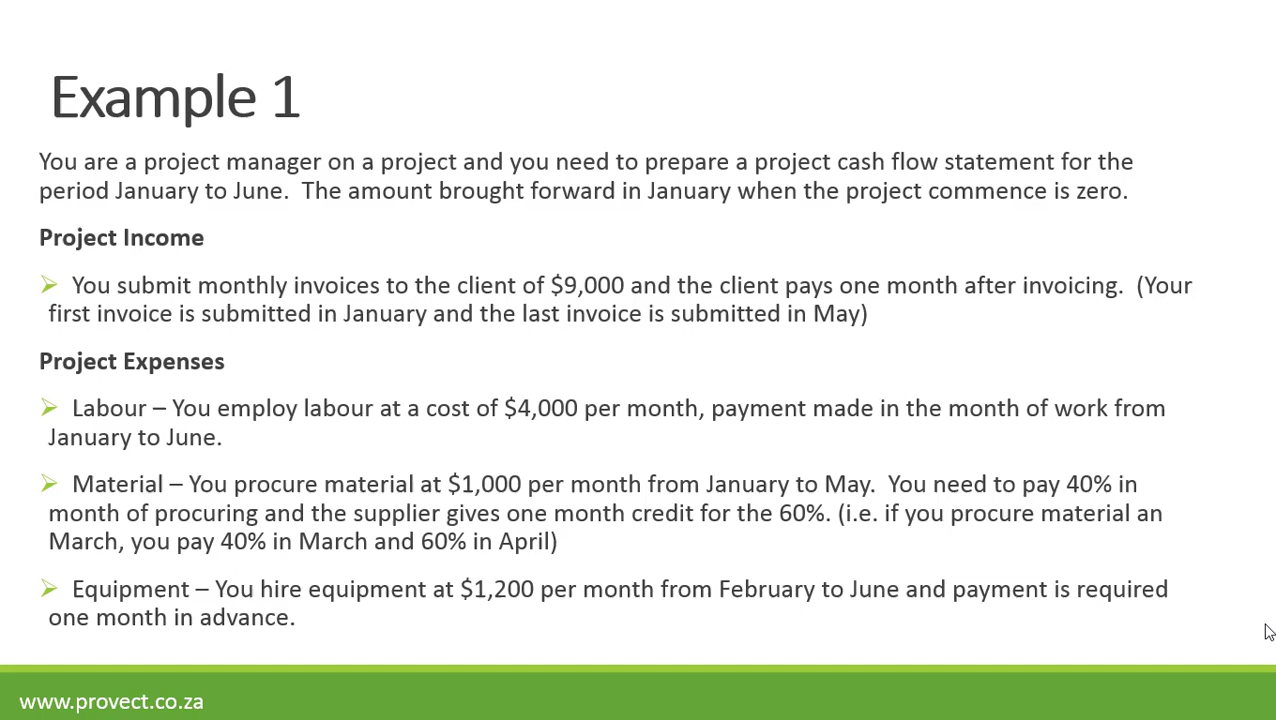 Example 1
You are a project manager on a project and you need to prepare a project cash flow statement for the
period January to June.  The amount brought forward in January when the project commence is zero.
Project Income
You submit monthly invoices to the client of $9,000 and the client pays one month after invoicing.  (Your
first invoice is submitted in January and the last invoice is submitted in May)
Project Expenses
Labour – You employ labour at a cost of $4,000 per month, payment made in the month of work from
January to June.
Material – You procure material at $1,000 per month from January to May.  You need to pay 40% in
month of procuring and the supplier gives one month credit for the 60%. (i.e. if you procure material an
March, you pay 40% in March and 60% in April)
Equipment – You hire equipment at $1,200 per month from February to June and payment is required
one month in advance.
www.provect.co.za